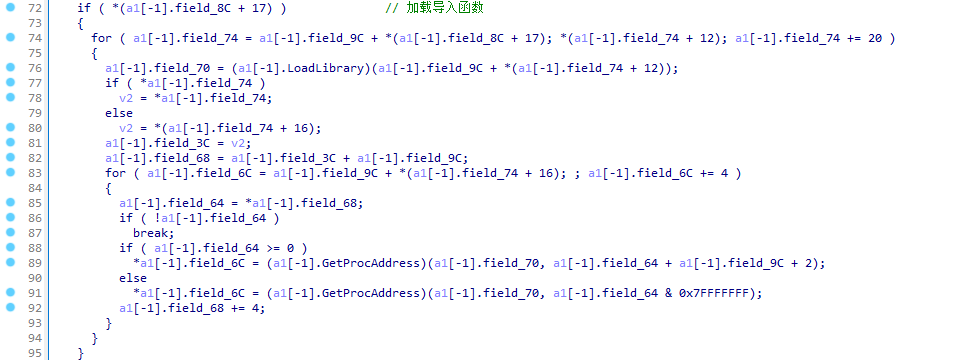 72 if ( *(a1[-1].field_8C + 17) ) // 加载导入函数
73 {
74 for ( a1[-1].field_74 = a1[-1].field_9C + *(a1[-1].field_8C + 17); *(a1[-1].field_74 + 12); a1[-1].field_74 += 20 )
75 {
76 a1[-1].field_70 = (a1[-1].LoadLibrary)(a1[-1].field_9C + *(a1[-1].field_74 + 12));
77 if ( *a1[-1].field_74 )
78 v2 = *a1[-1].field_74;
79 else
80 v2 = *(a1[-1].field_74 + 16);
81 a1[-1].field_3C = v2;
82 a1[-1].field_68 = a1[-1].field_3C + a1[-1].field_9C;
83 for ( a1[-1].field_6C = a1[-1].field_9C + *(a1[-1].field_74 + 16); ; a1[-1].field_6C += 4 )
84 {
85 a1[-1].field_64 = *a1[-1].field_68;
86 if ( !a1[-1].field_64 )
87 break;
88 if ( a1[-1].field_64 >= 0 )
89 *a1[-1].field_6C = (a1[-1].GetProcAddress)(a1[-1].field_70, a1[-1].field_64 + a1[-1].field_9C + 2);
90 else
91 *a1[-1].field_6C = (a1[-1].GetProcAddress)(a1[-1].field_70, a1[-1].field_64 & 0x7FFFFFFF);
92 a1[-1].field_68 += 4;
93 }
94 }
95 }